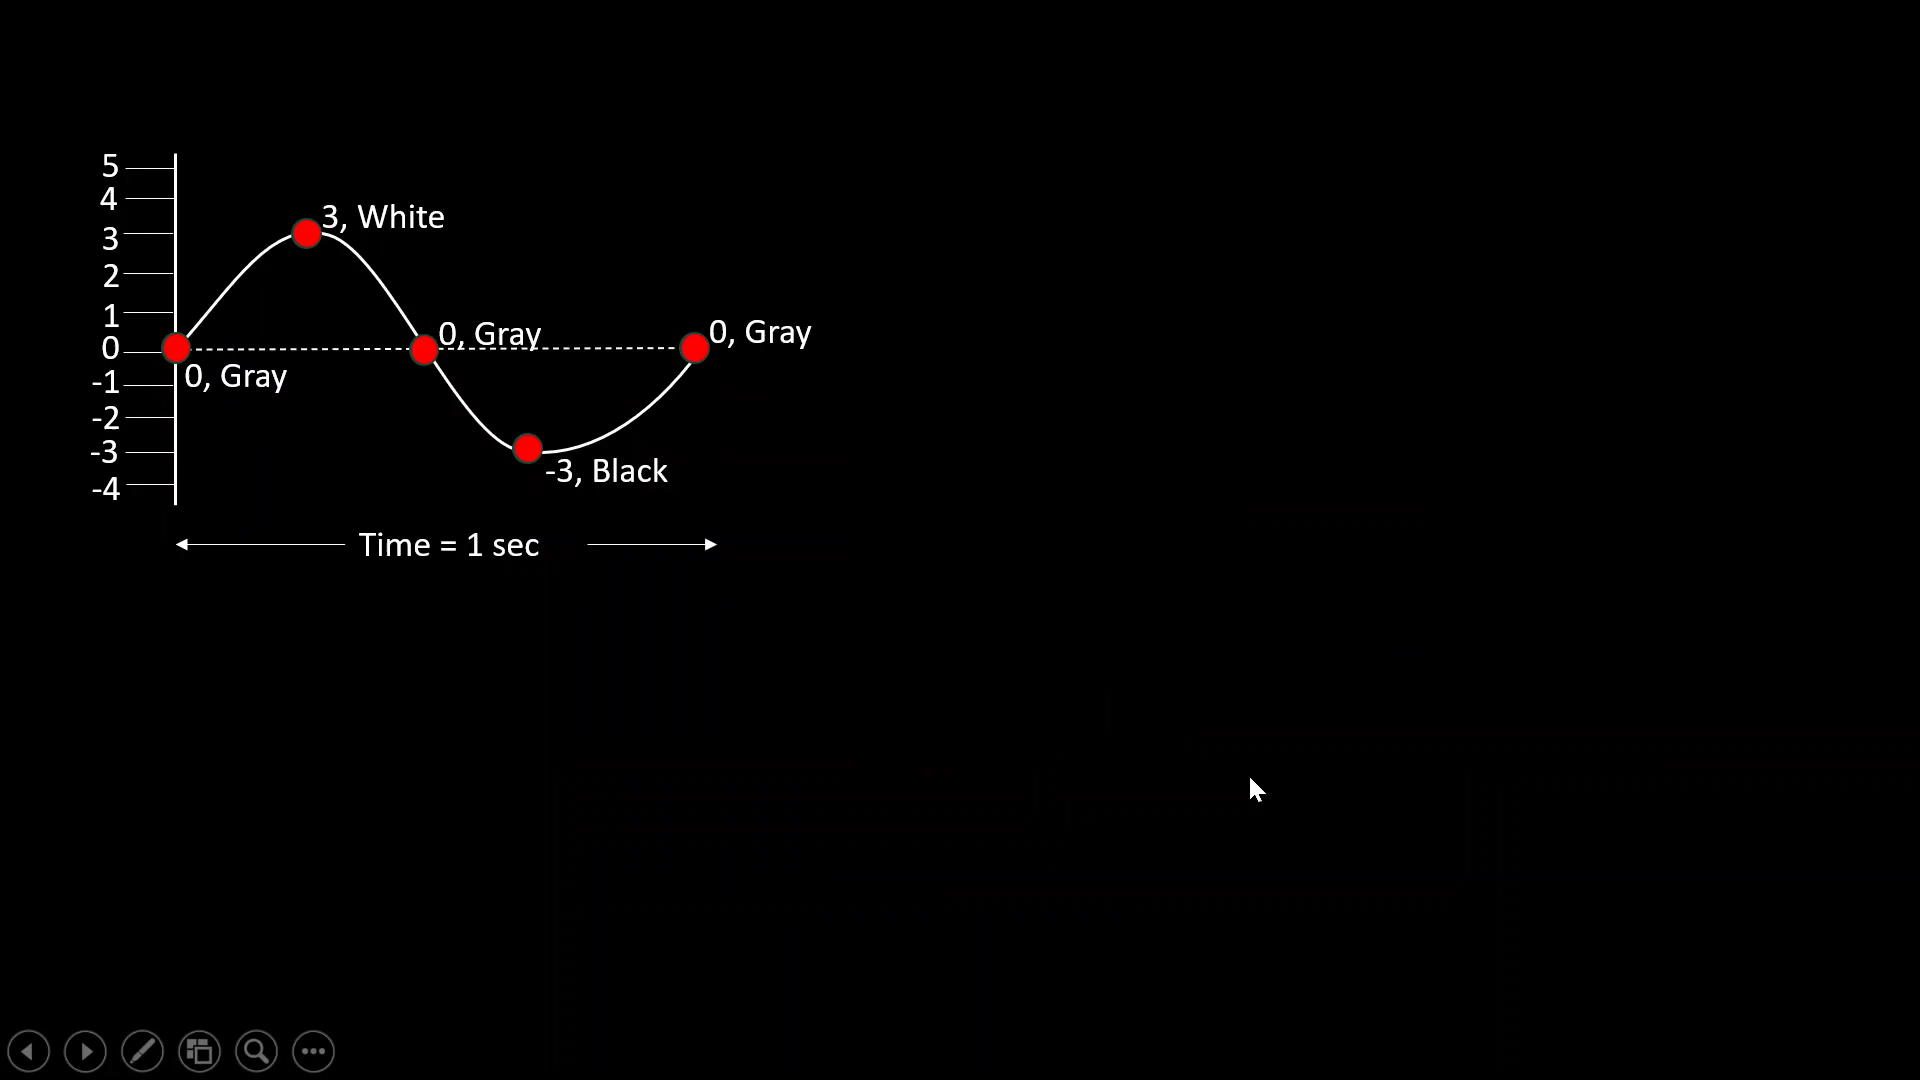 5
4
3
2
1
0
-1
-2
-3
-4
3, White
0, Gray
0, Gray
0, Gray
-3, Black
Time = 1 sec